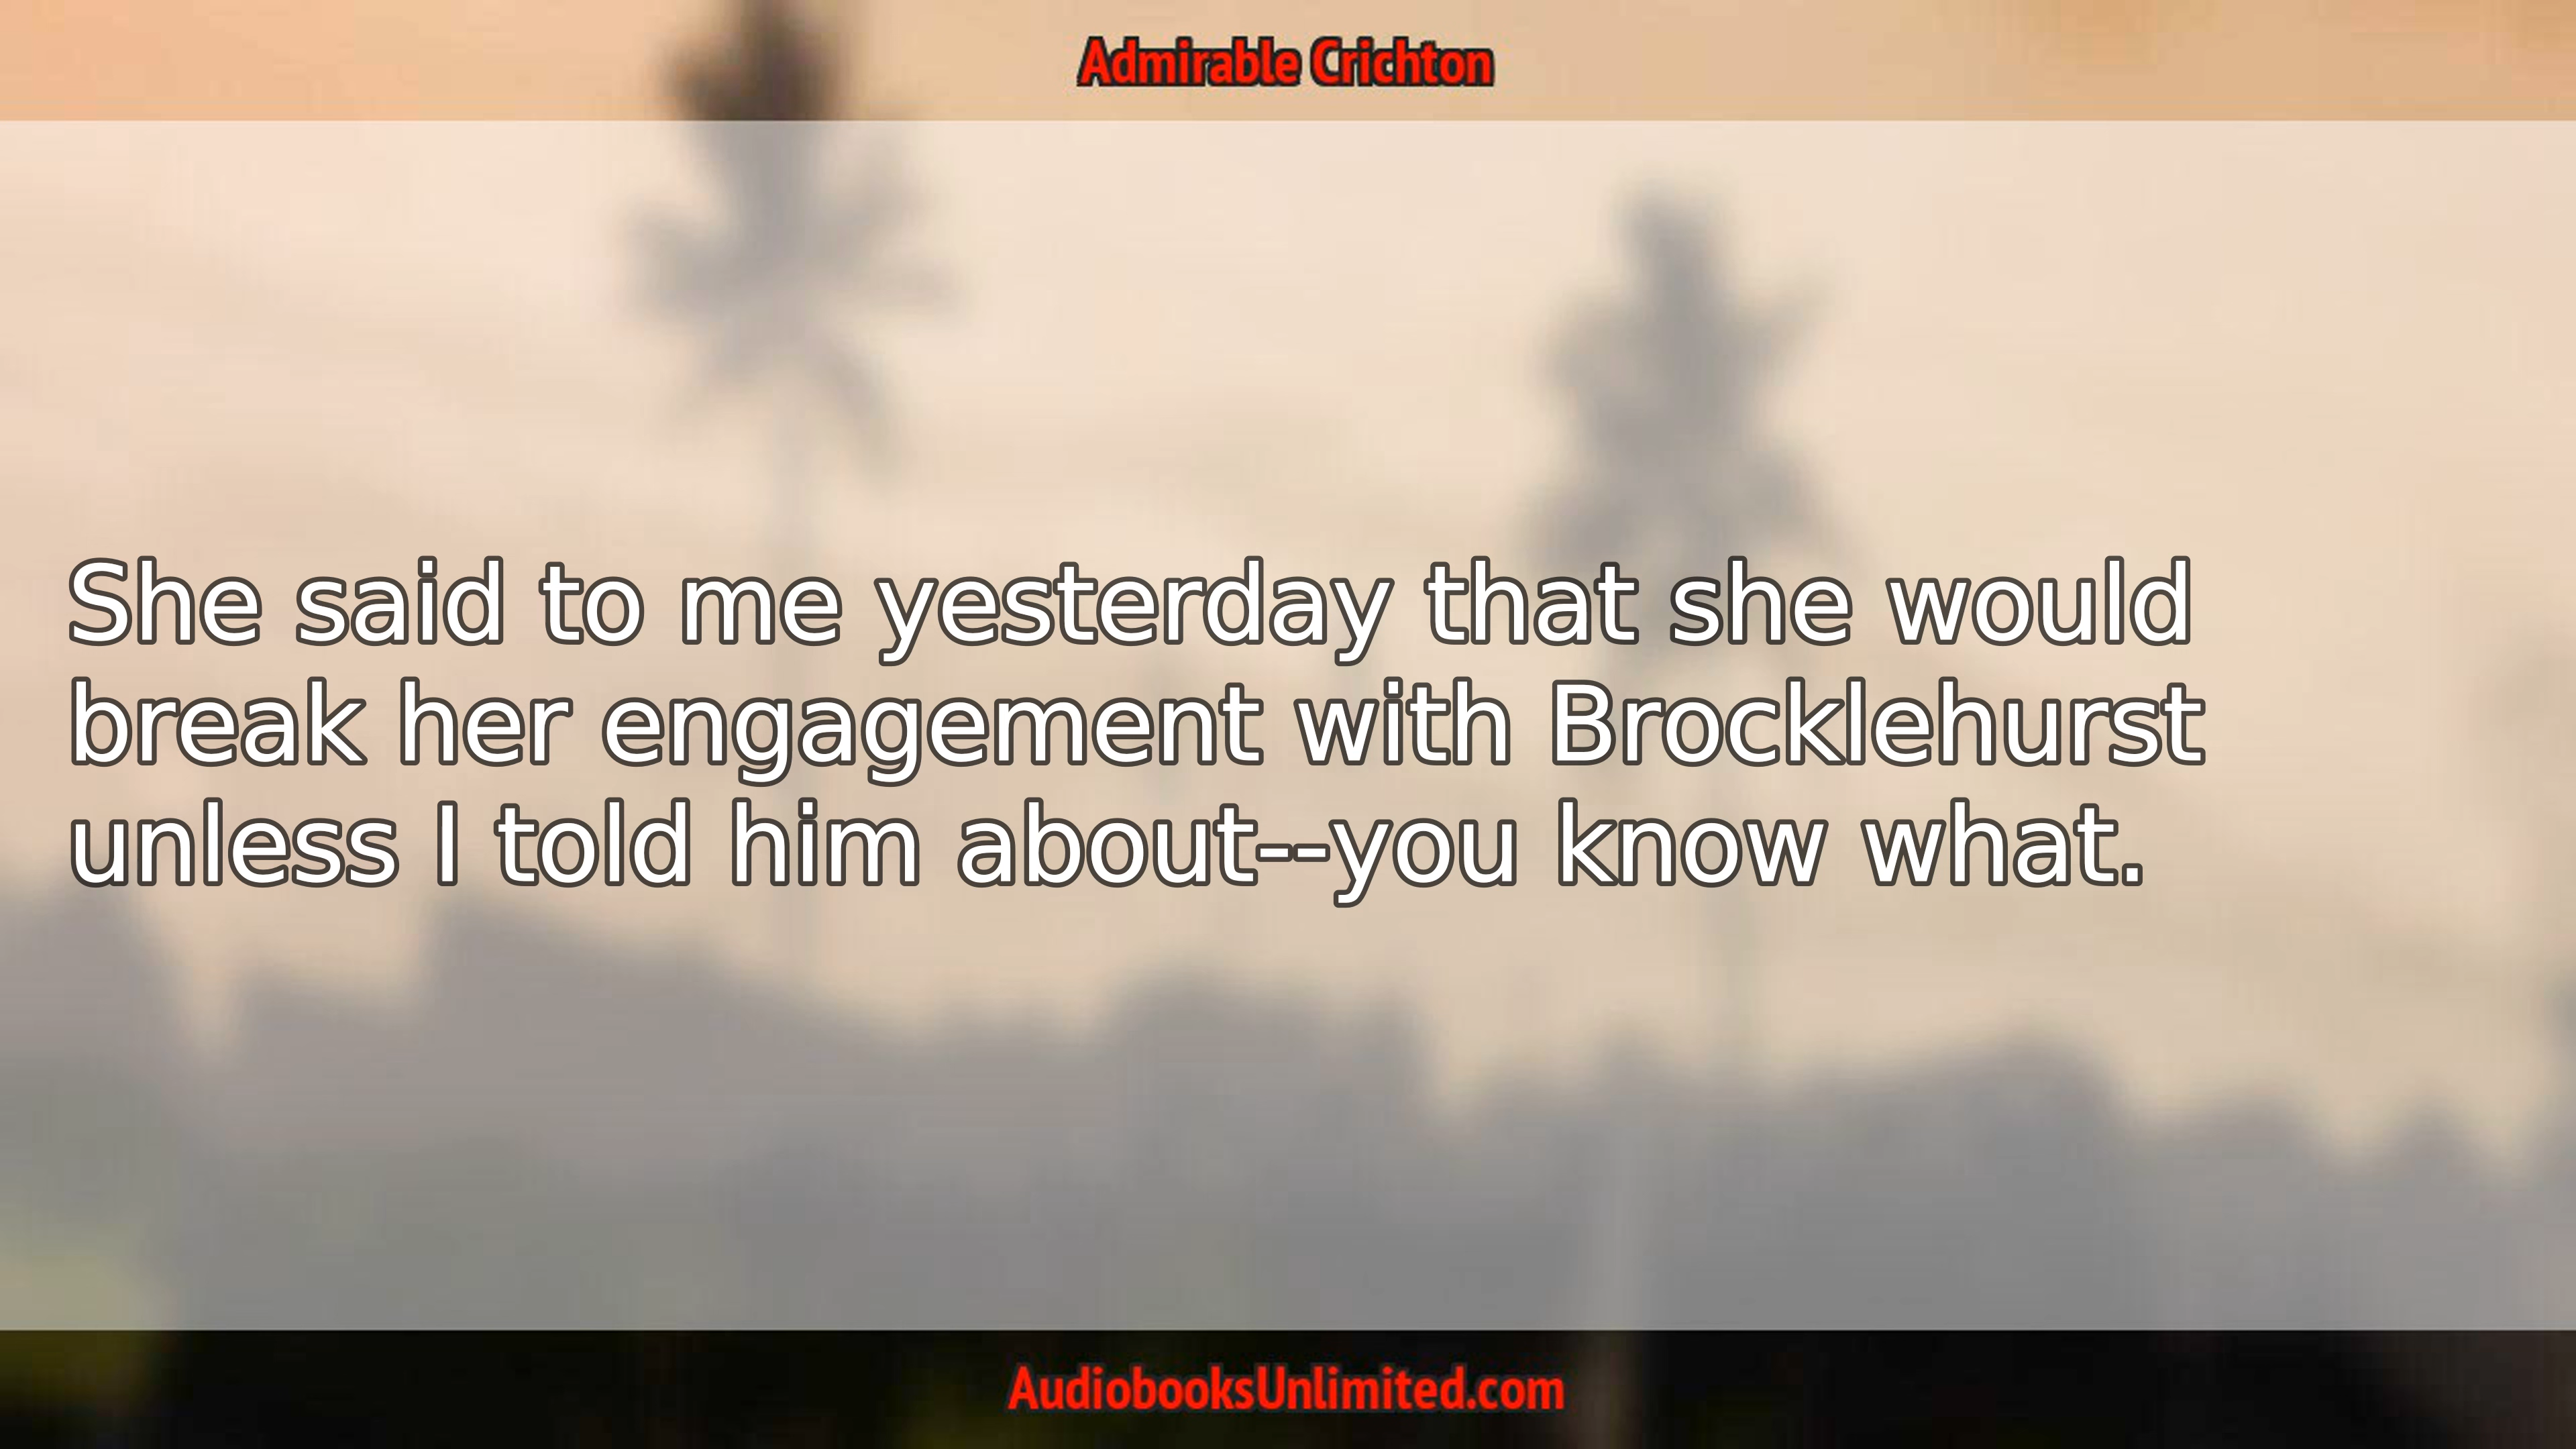 Admirable Crichton
She said to me yesterday that she would
break her engagement with Brocklehurst
unless I told him about--you know what.
AudiobooksUnlimited.com